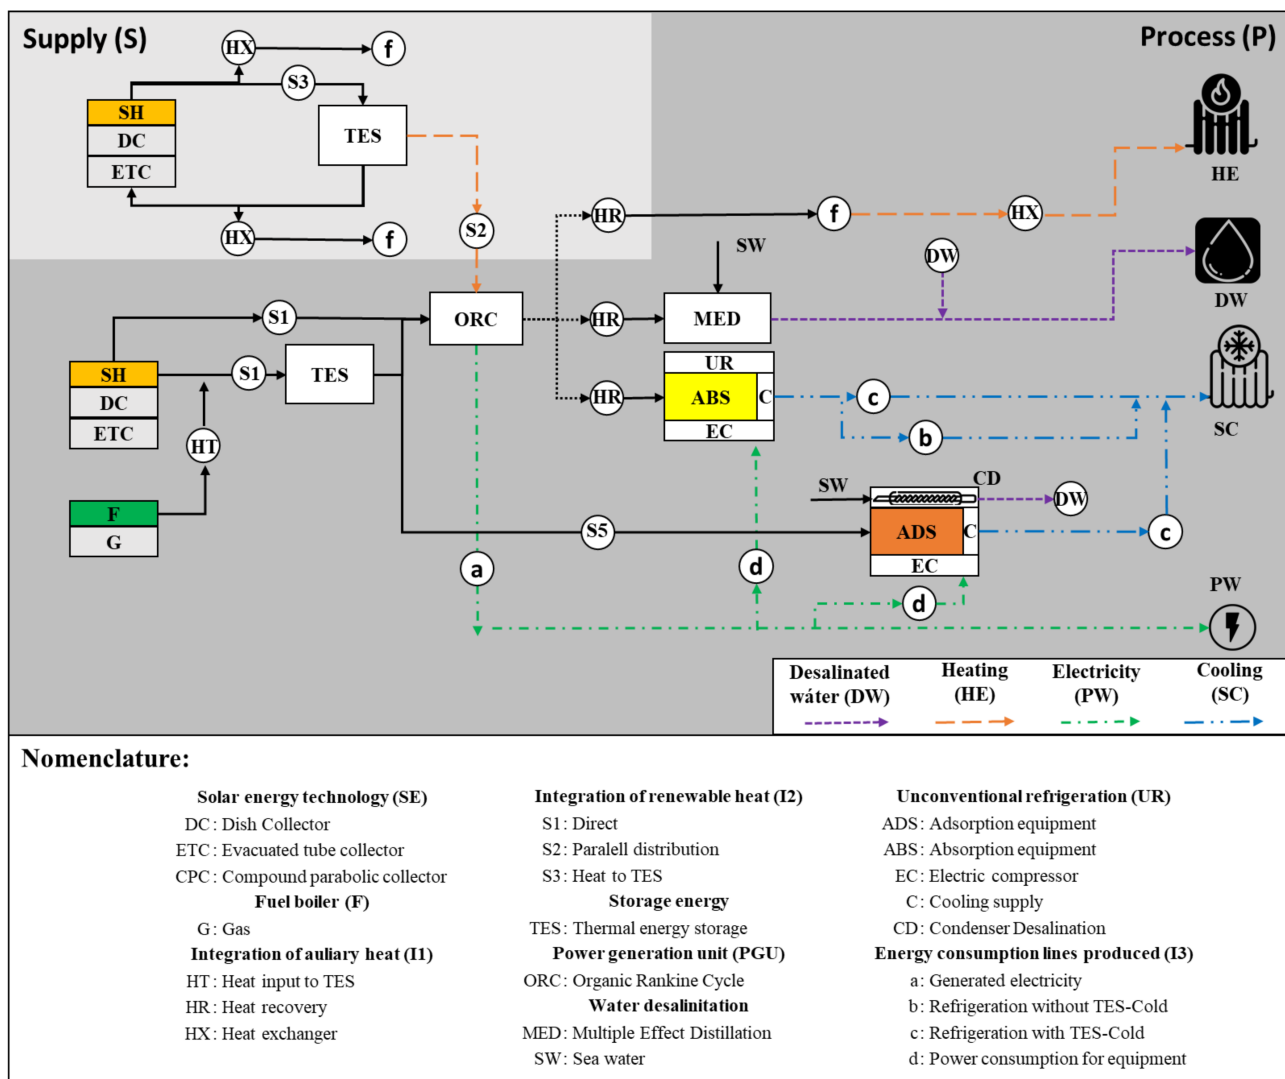 Supply (S)
Process (P)
HX
f
S3
SH
DC
ETC
TES
HX
f
S2
HE
HR
f
HX
SW
DW
DW
ORC
HR
MED
S1
SH
DC
ETC
S1
TES
HT
UR
HR
ABS
C
EC
c
b
SC
F
G
SW
CD
DW
S5
ADS
C
EC
c
a
d
d
PW
Desalinated
wáter (DW)
Heating
(HE)
Electricity
(PW)
Cooling
(SC)
Nomenclature:
Solar energy technology (SE)
DC: Dish Collector
ETC: Evacuated tube collector
CPC: Compound parabolic collector
Fuel boiler (F)
G: Gas
Integration of auliary heat (I1)
HT: Heat input to TES
HR: Heat recovery
HX: Heat exchanger
Integration of renewable heat (I2)
S1: Direct
S2: Paralell distribution
S3: Heat to TES
Storage energy
TES: Thermal energy storage
Power generation unit (PGU)
ORC: Organic Rankine Cycle
Water desalinitation
MED: Multiple Effect Distillation
SW: Sea water
Unconventional refrigeration (UR)
ADS: Adsorption equipment
ABS: Absorption equipment
EC: Electric compressor
C: Cooling supply
CD: Condenser Desalination
Energy consumption lines produced (I3)
a: Generated electricity
b: Refrigeration without TES-Cold
c: Refrigeration with TES-Cold
d: Power consumption for equipment